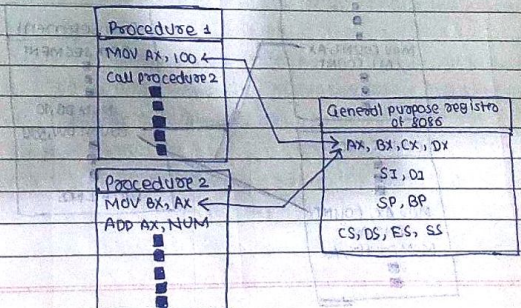 Procedure 1
MOV AX, 100
Call procedure 2
Procedure 2
MOV BX, AX
ADD AX, NUM
General purpose registro
of 8086
AX, BX, CX, DX
SI, DI
SP, BP
CS, DS, ES, SS